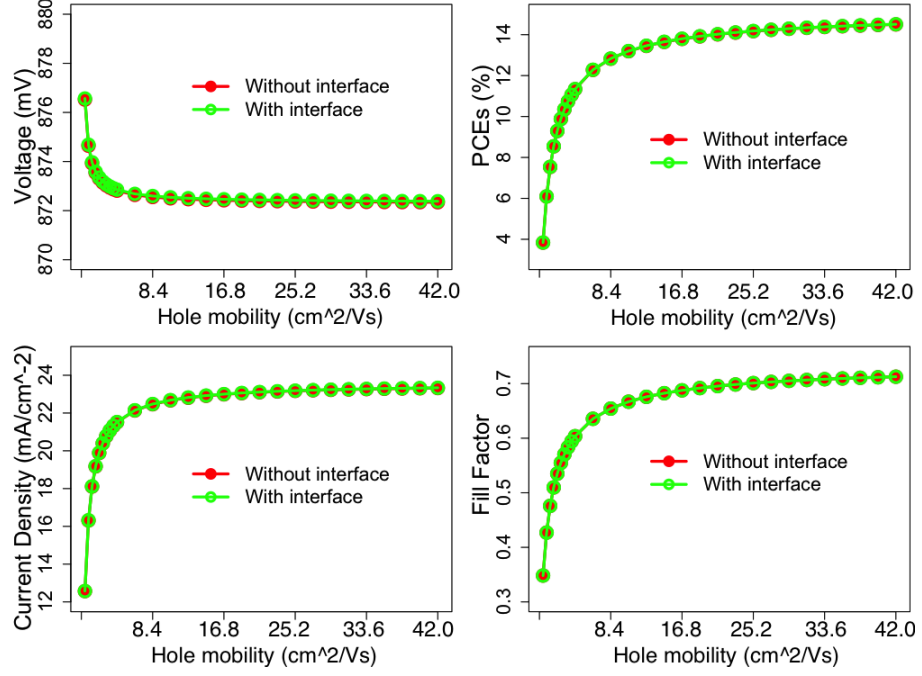 Voltage (mV)
880
878
876
874
872
870
Without interface
With interface
8.4 16.8 25.2 33.6 42.0
Hole mobility (cm^2/Vs)
PCEs (%)
14
12
10
8
6
4
Without interface
With interface
8.4 16.8 25.2 33.6 42.0
Hole mobility (cm^2/Vs)
Current Density (mA/cm^-2)
24
22
20
18
16
14
12
Without interface
With interface
8.4 16.8 25.2 33.6 42.0
Hole mobility (cm^2/Vs)
Fill Factor
0.7
0.6
0.5
0.4
0.3
Without interface
With interface
8.4 16.8 25.2 33.6 42.0
Hole mobility (cm^2/Vs)